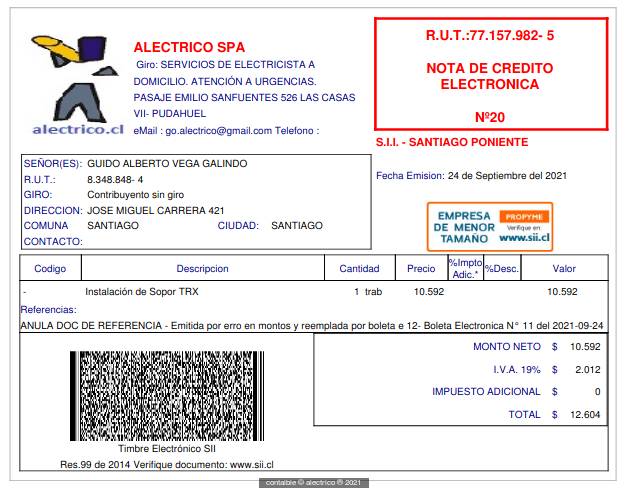 ALECTRICO SPA
Giro: SERVICIOS DE ELECTRICISTA A
DOMICILIO. ATENCIÓN A URGENCIAS.
PASAJE EMILIO SANFUENTES 526 LAS CASAS
VII- PUDAHUEL
eMail : go.alectrico@gmail.com Telefono :
alectrico.cl
R.U.T.:77.157.982- 5
NOTA DE CREDITO
ELECTRONICA
Nº20
S.I.I. - SANTIAGO PONIENTE
Fecha Emision: 24 de Septiembre del 2021
SEÑOR(ES): GUIDO ALBERTO VEGA GALINDO
R.U.T.: 8.348.848- 4
GIRO: Contribuyento sin giro
DIRECCION: JOSE MIGUEL CARRERA 421
COMUNA SANTIAGO CIUDAD: SANTIAGO
CONTACTO:
EMPRESA DE MENOR TAMAÑO
PROPYME
Verifique en:
www.sii.cl
Codigo Descripcion Cantidad Precio %Impto Adic.* %Desc. Valor
- Instalación de Sopor TRX 1 trab 10.592 10.592
Referencias:
ANULA DOC DE REFERENCIA - Emitida por erro en montos y reemplada por boleta e 12- Boleta Electronica N° 11 del 2021-09-24
MONTO NETO $ 10.592
I.V.A. 19% $ 2.012
IMPUESTO ADICIONAL $ 0
TOTAL $ 12.604
Timbre Electrónico SII
Res.99 de 2014 Verifique documento: www.sii.cl
contaible © alectrico ® 2021